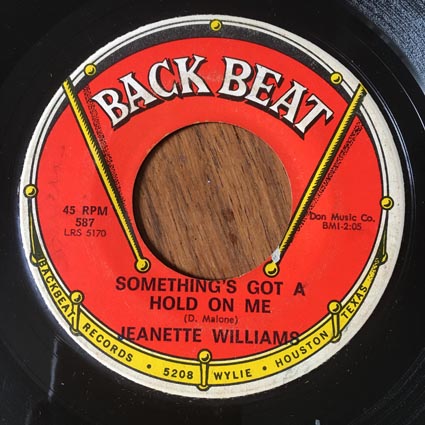 BACK BEAT
45 RPM
587
LRS 5170
Don Music Co.
BMI-2:05
SOMETHING'S GOT A
HOLD ON ME
(D. Malone)
JEANETTE WILLIAMS
BACKBEAT RECORDS • 5208 WYLIE • HOUSTON TEXAS